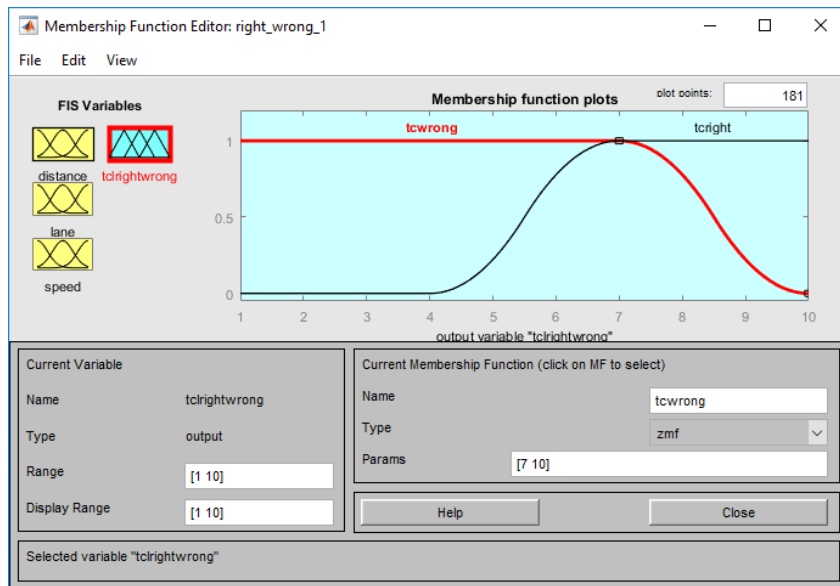 Membership Function Editor: right_wrong_1
File Edit View
FIS Variables
distance
tclrightwrong
lane
speed
Membership function plots
plot points:
181
tcwrong
tcright
1
0.5
0
1 2 3 4 5 6 7 8 9 10
output variable "tclrightwrong"
Current Variable
Name tclrightwrong
Type output
Range [1 10]
Display Range [1 10]
Current Membership Function (click on MF to select)
Name tcwrong
Type zmf
Params [7 10]
Help Close
Selected variable "tclrightwrong"